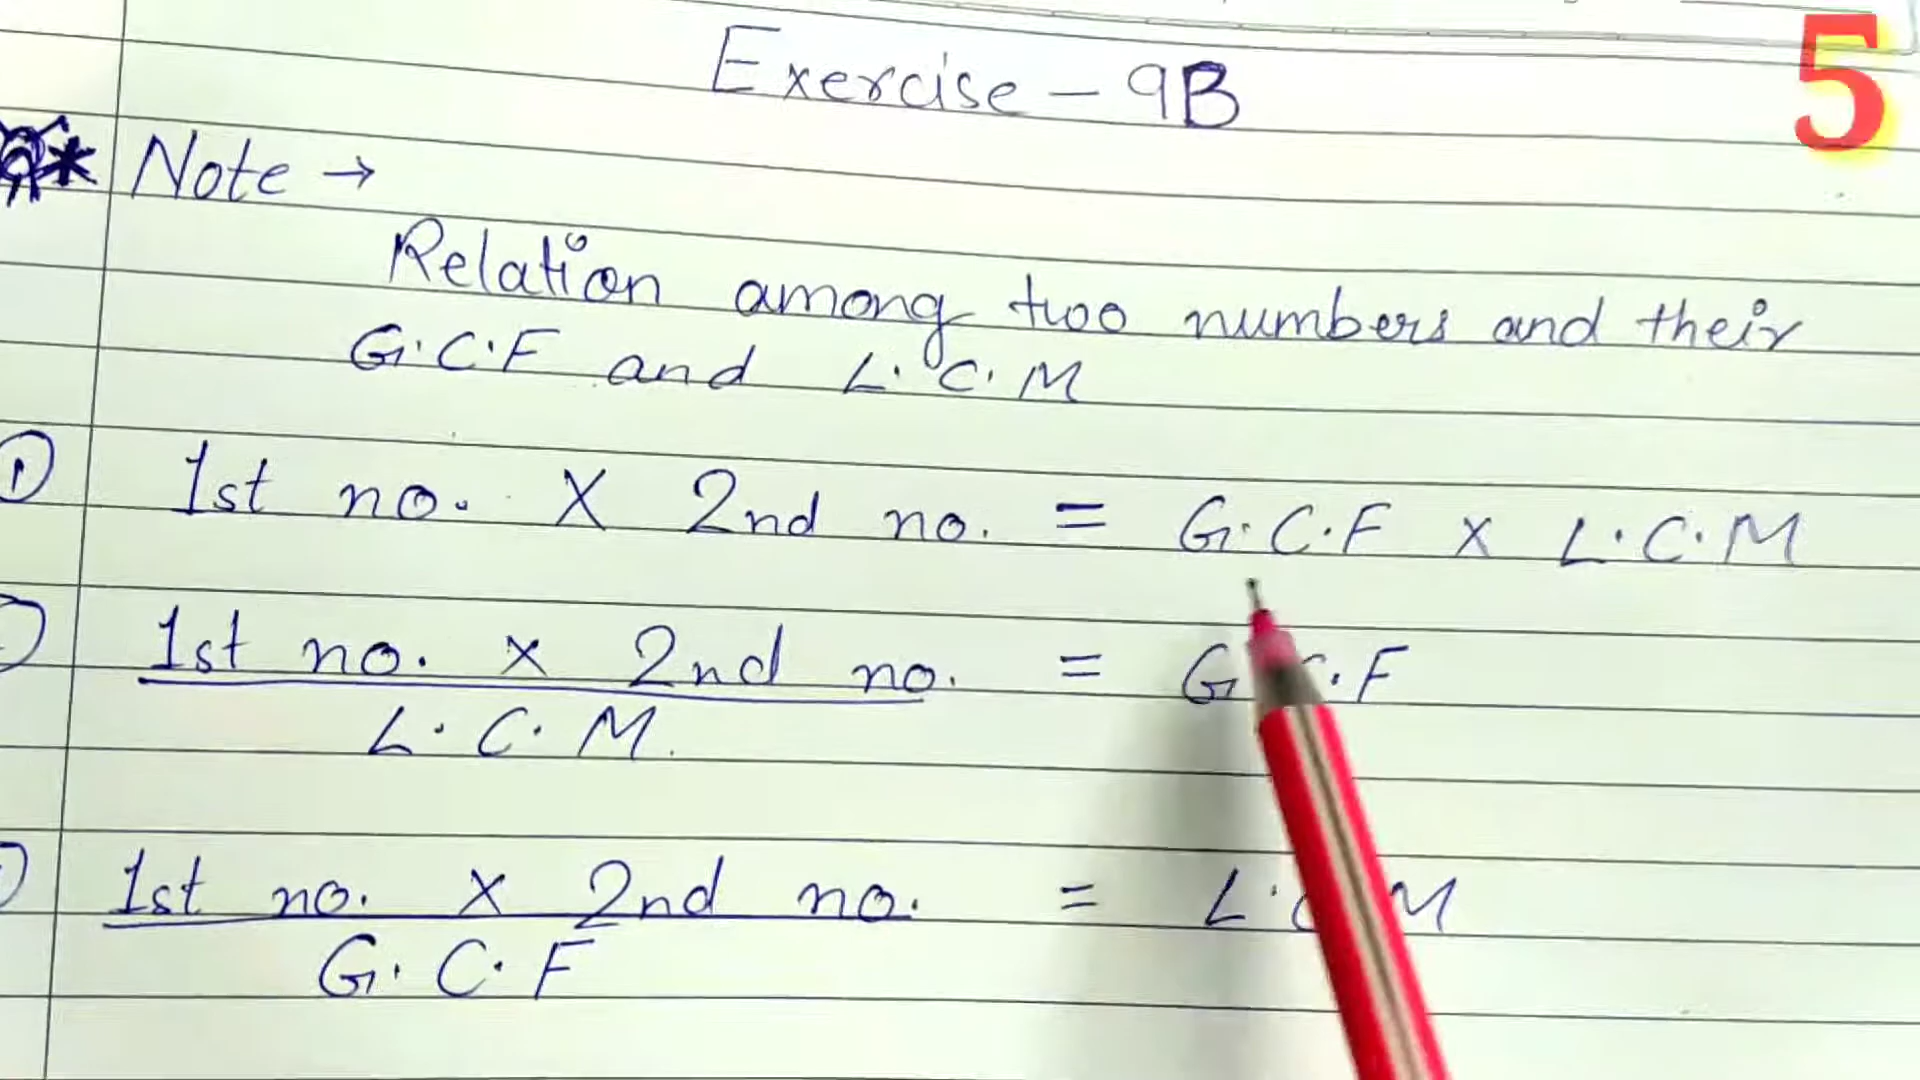 Exercise - 9B
5
* Note →
Relation among two numbers and their
G.C.F and L.C.M
① 1st no. X 2nd no. = G.C.F x L.C.M
1st no. x 2nd no. = G.C.F
L.C.M.
1st no. X 2nd no. = L.C.M
G.C.F